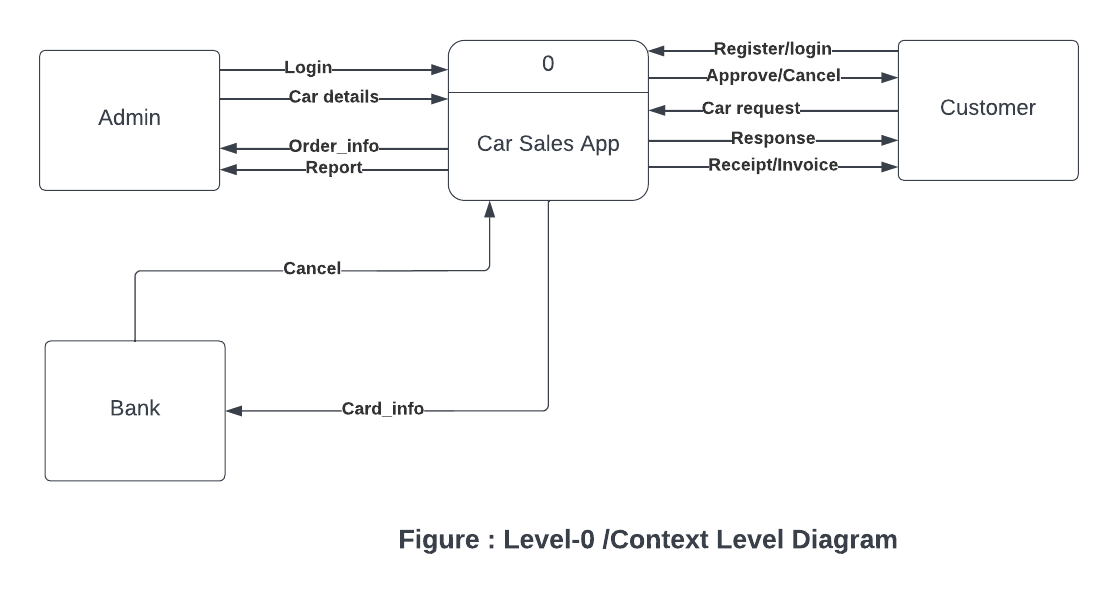 0
Car Sales App
Admin
Login
Car details
Order_info
Report
Register/login
Approve/Cancel
Car request
Response
Receipt/Invoice
Customer
Cancel
Bank
Card_info
Figure : Level-0 /Context Level Diagram